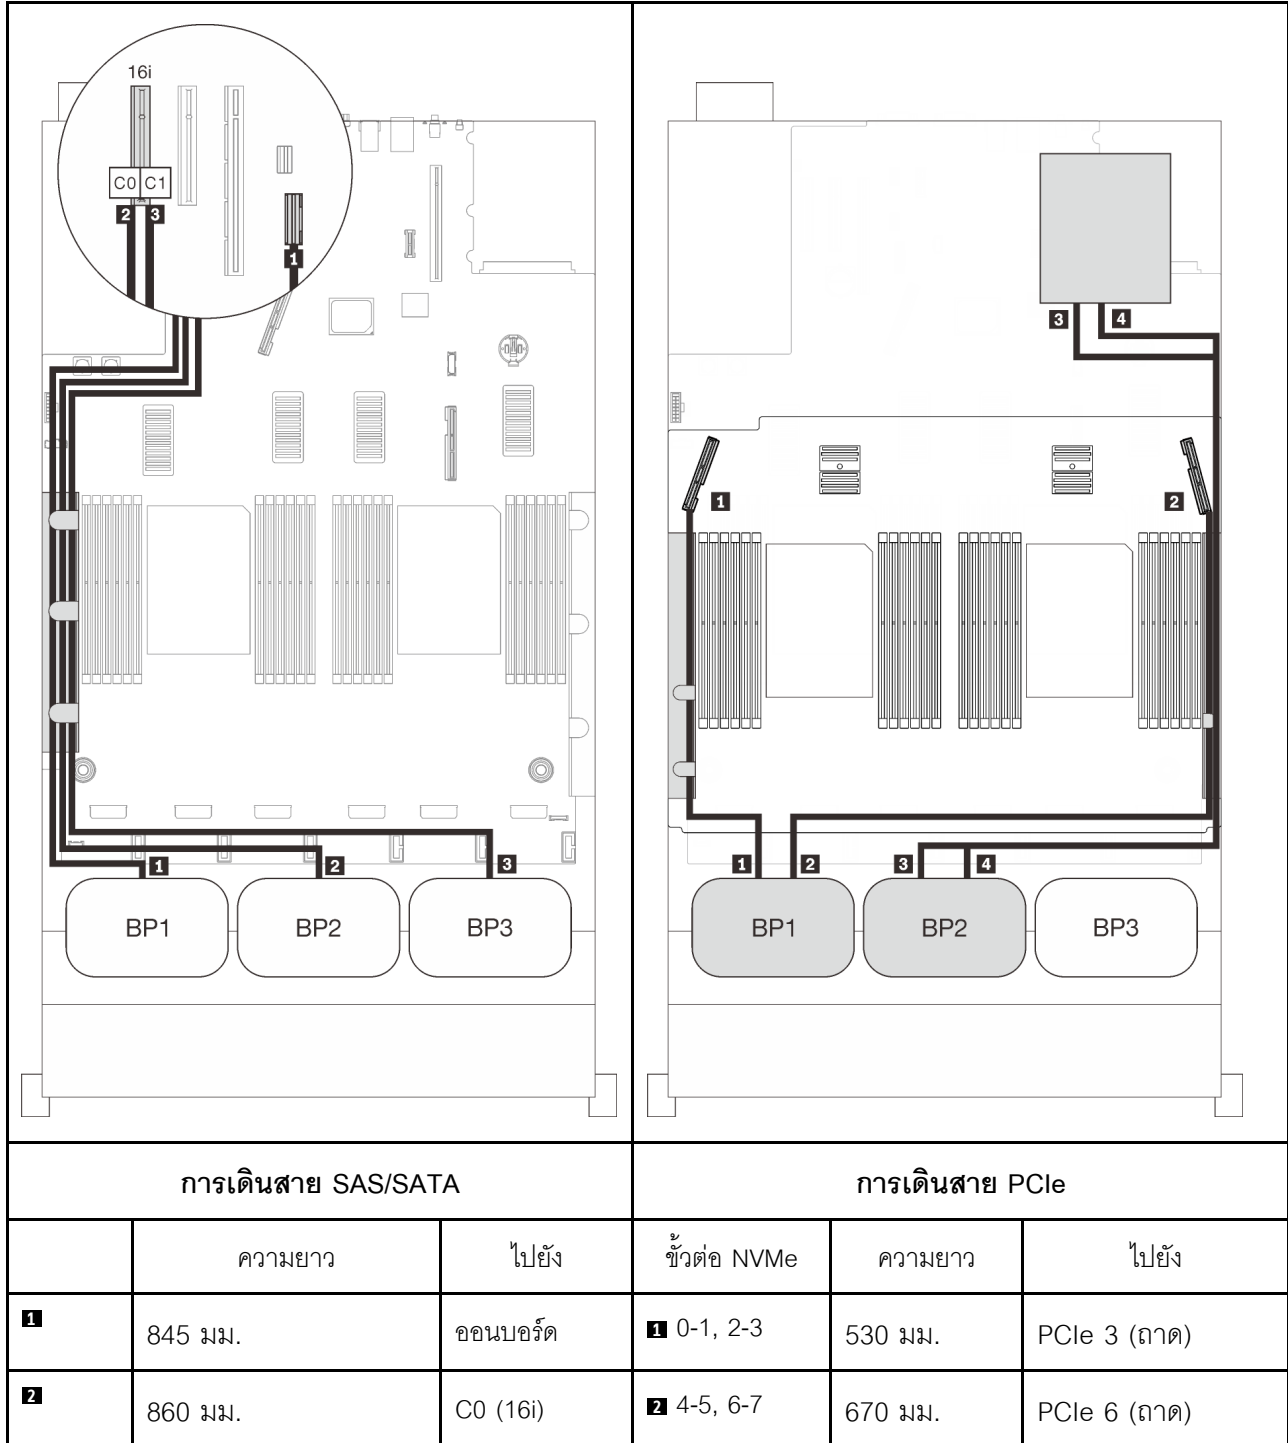 16i
C0 C1
2 3
1
1 2 3
BP1 BP2 BP3
3 4
1 2
1 2 3 4
BP1 BP2 BP3
การเดินสาย SAS/SATA
การเดินสาย PCIe
ความยาว ไปยัง ขั้วต่อ NVMe ความยาว ไปยัง
1 845 มม. ออนบอร์ด 1 0-1, 2-3 530 มม. PCIe 3 (ถาด)
2 860 มม. C0 (16i) 2 4-5, 6-7 670 มม. PCIe 6 (ถาด)